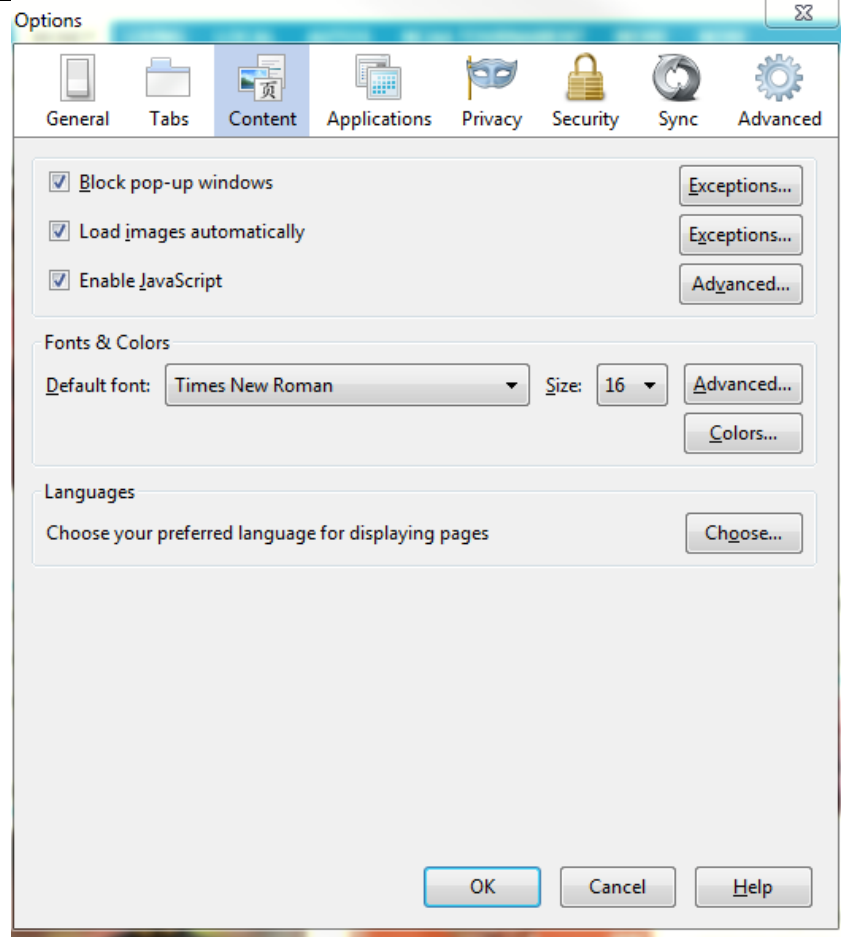 Options
General Tabs Content Applications Privacy Security Sync Advanced
页
Block pop-up windows Exceptions...
Load images automatically Exceptions...
Enable JavaScript Advanced...
Fonts & Colors
Default font: Times New Roman Size: 16 Advanced...
Colors...
Languages
Choose your preferred language for displaying pages Choose...
OK Cancel Help